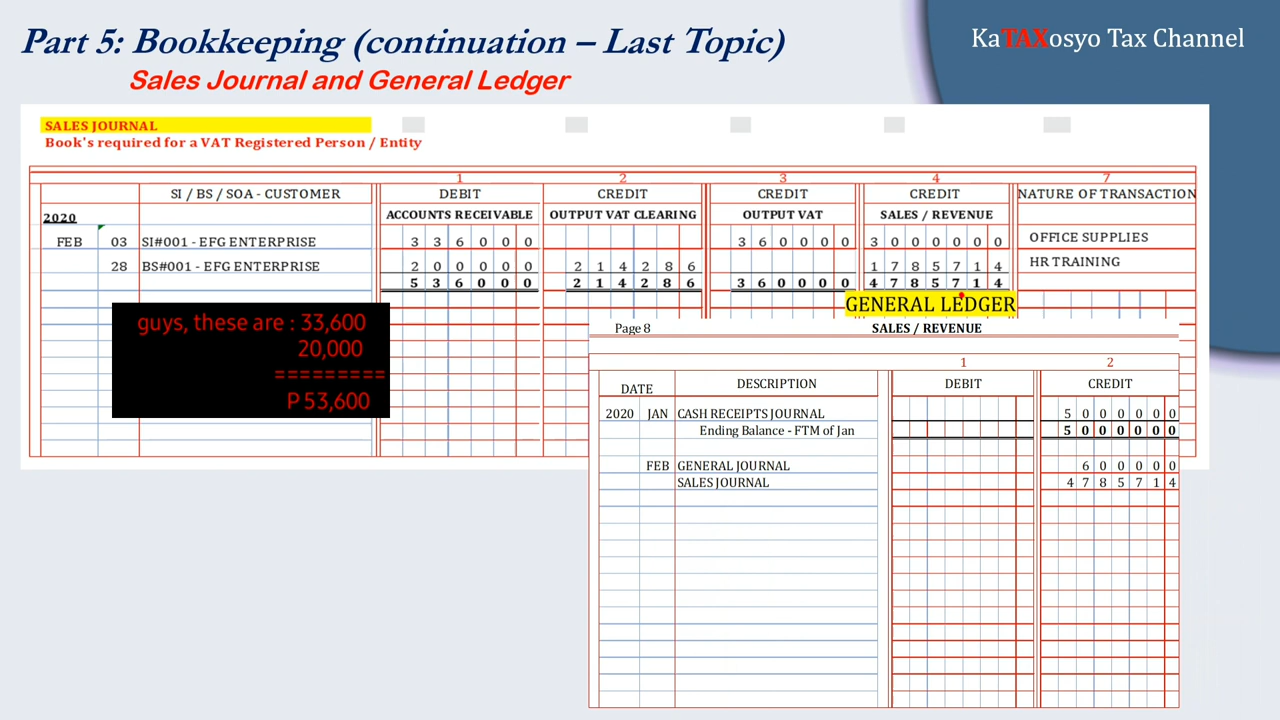 Part 5: Bookkeeping (continuation – Last Topic)
KaTAXosyo Tax Channel
Sales Journal and General Ledger
SALES JOURNAL
Book's required for a VAT Registered Person / Entity
1 2 3 4 7
SI / BS / SOA - CUSTOMER DEBIT CREDIT CREDIT CREDIT NATURE OF TRANSACTION
2020 ACCOUNTS RECEIVABLE OUTPUT VAT CLEARING OUTPUT VAT SALES / REVENUE
FEB 03 SI#001 - EFG ENTERPRISE 3 3 6 0 0 0 0 3 6 0 0 0 0 3 0 0 0 0 0 0 OFFICE SUPPLIES
28 BS#001 - EFG ENTERPRISE 2 0 0 0 0 0 0 2 1 4 2 8 6 1 7 8 5 7 1 4 HR TRAINING
5 3 6 0 0 0 0 2 1 4 2 8 6 3 6 0 0 0 0 4 7 8 5 7 1 4
guys, these are : 33,600
20,000
=========
P 53,600
GENERAL LEDGER
Page 8 SALES / REVENUE
1 2
DATE DESCRIPTION DEBIT CREDIT
2020 JAN CASH RECEIPTS JOURNAL 5 0 0 0 0 0 0
Ending Balance - FTM of Jan 5 0 0 0 0 0 0
FEB GENERAL JOURNAL 6 0 0 0 0 0
SALES JOURNAL 4 7 8 5 7 1 4